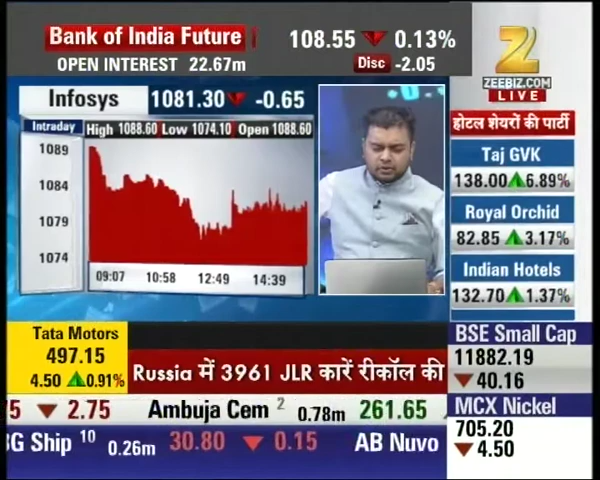 Bank of India Future 108.55 0.13%
OPEN INTEREST 22.67m Disc -2.05
Z
ZEEBIZ.COM
LIVE
Infosys 1081.30 -0.65
Intraday High 1088.60 Low 1074.10 Open 1088.60
1089
1084
1079
1074
09:07 10:58 12:49 14:39
होटल शेयरों की पार्टी
Taj GVK
138.00 6.89%
Royal Orchid
82.85 3.17%
Indian Hotels
132.70 1.37%
Tata Motors
497.15
4.50 0.91%
Russia में 3961 JLR कारें रीकॉल की
BSE Small Cap
11882.19
40.16
MCX Nickel
705.20
4.50
5 2.75 Ambuja Cem 2 0.78m 261.65
G Ship 10 0.26m 30.80 0.15 AB Nuvo